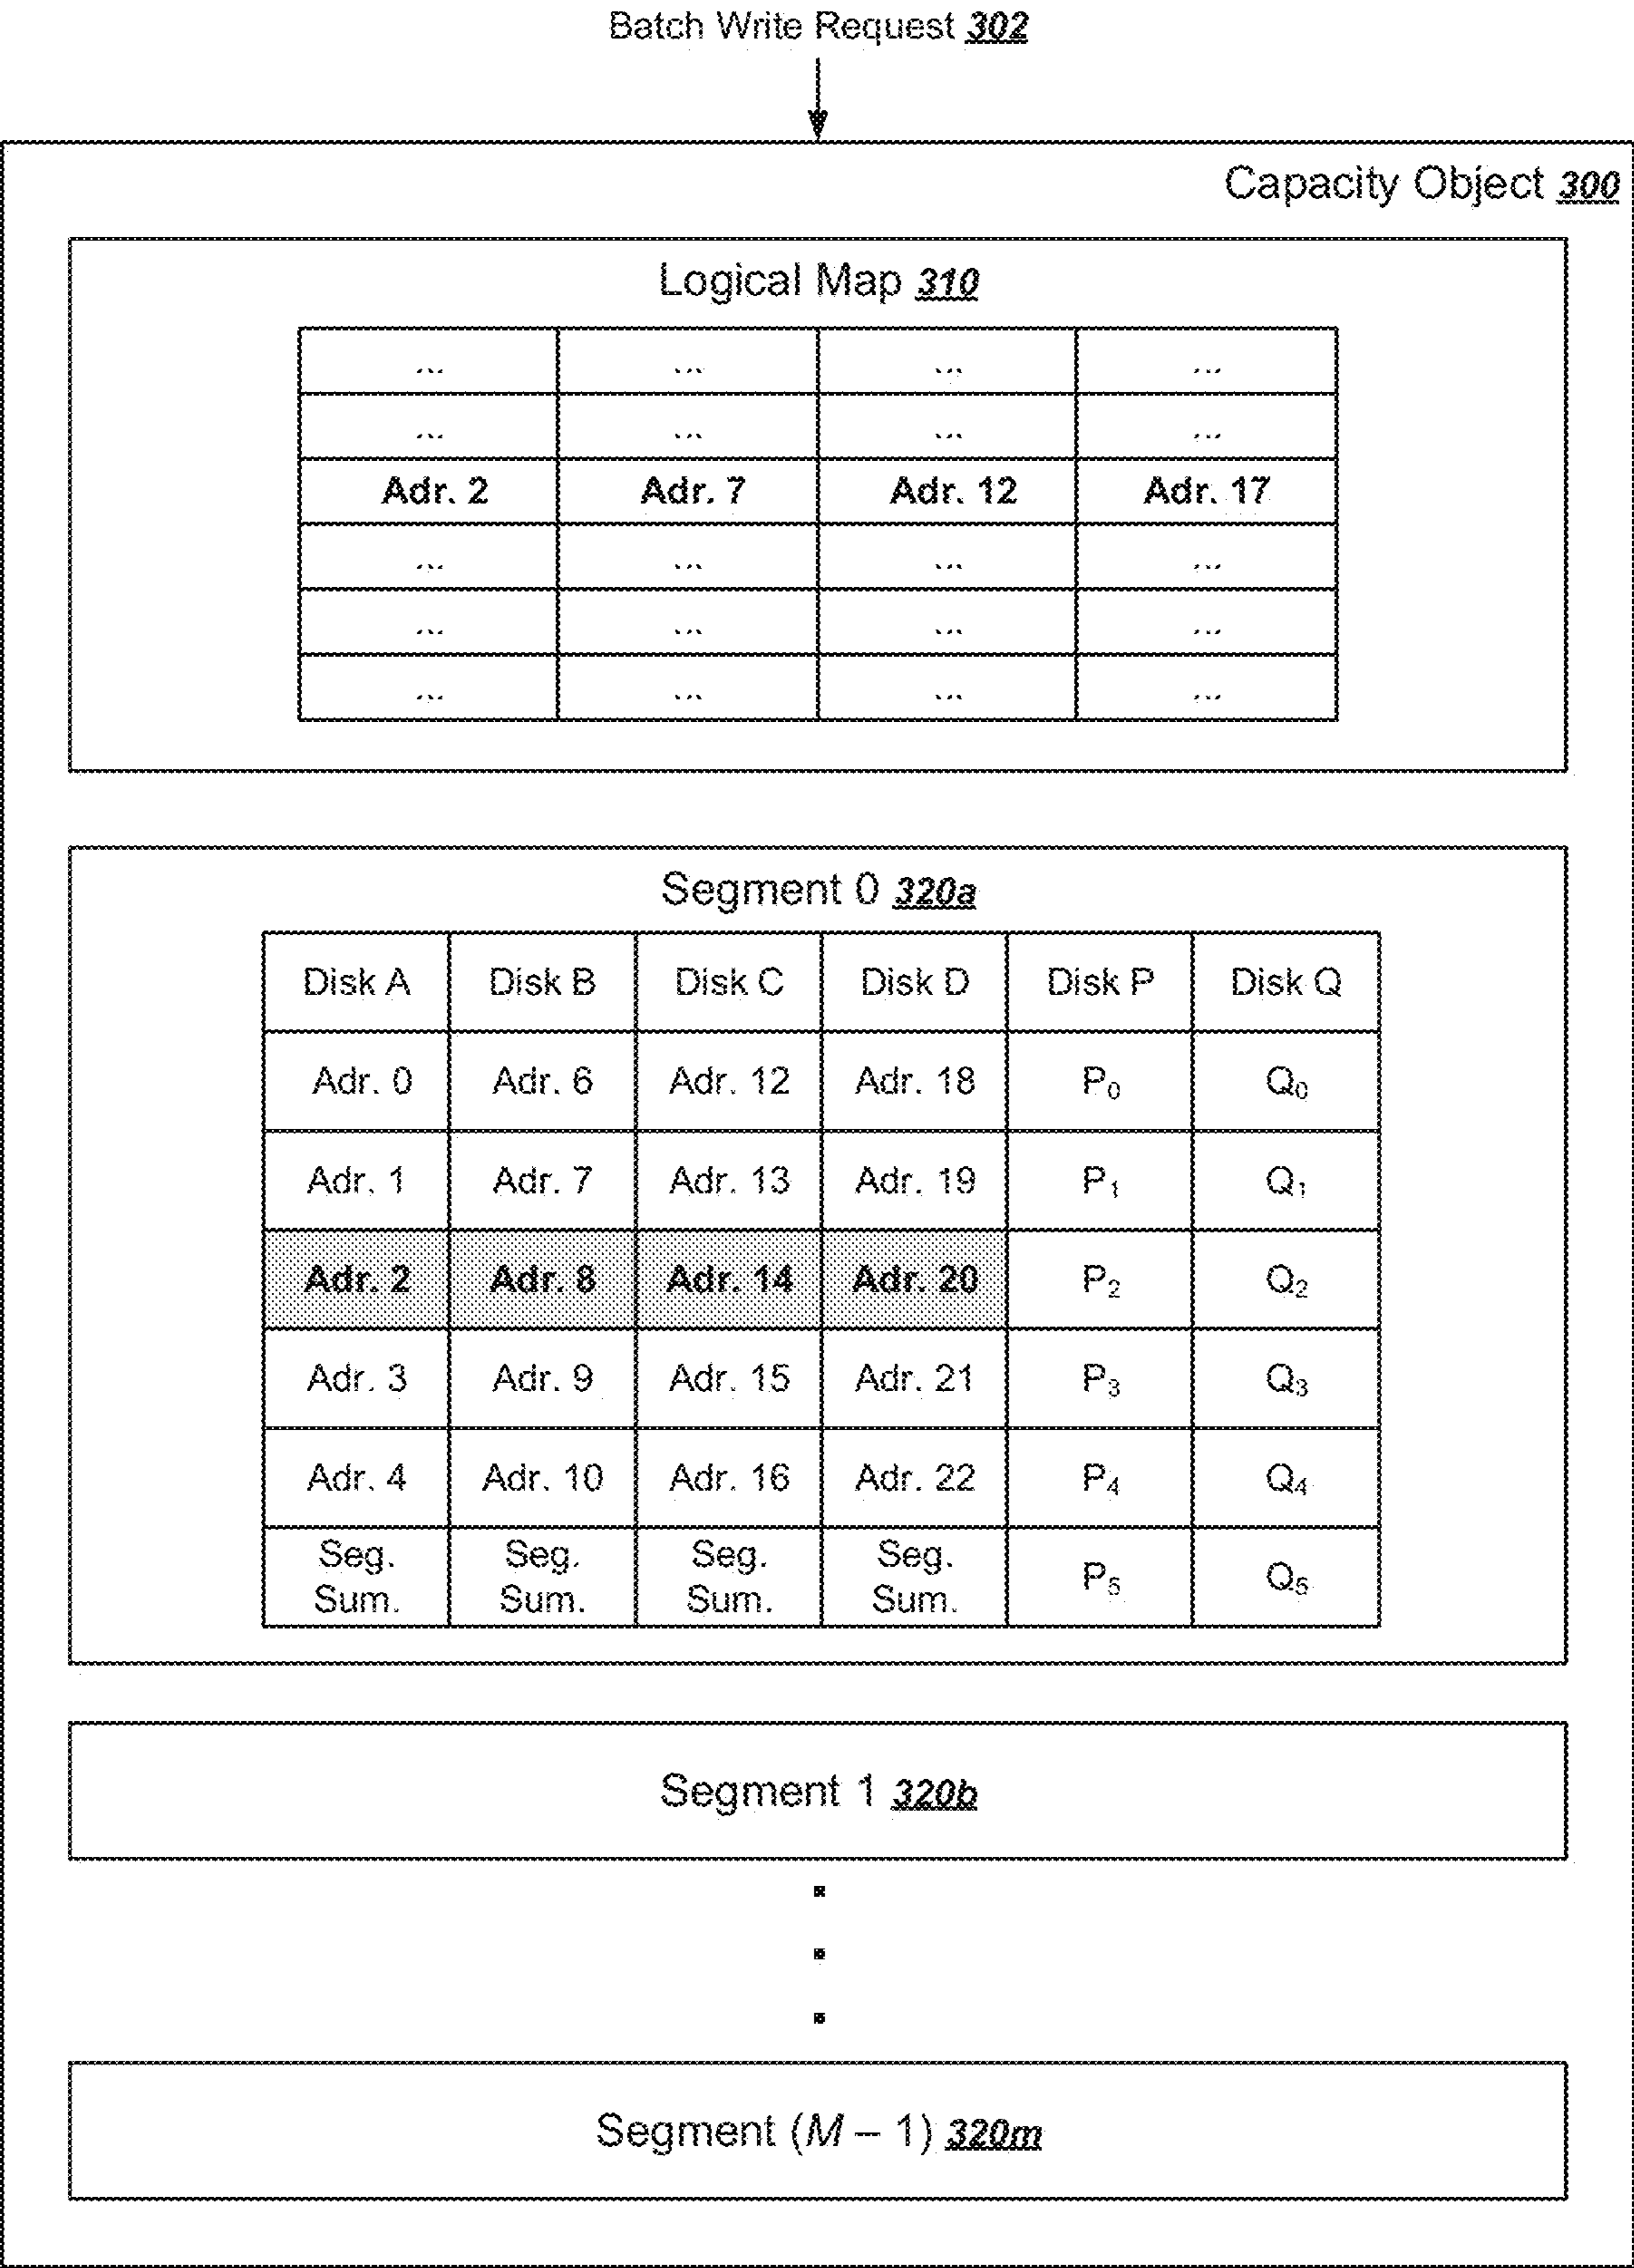 Batch Write Request 302
Capacity Object 300
Logical Map 310
... ... ... ...
... ... ... ...
Adr. 2 Adr. 7 Adr. 12 Adr. 17
... ... ... ...
... ... ... ...
... ... ... ...
Segment 0 320a
Disk A Disk B Disk C Disk D Disk P Disk Q
Adr. 0 Adr. 6 Adr. 12 Adr. 18 P₀ Q₀
Adr. 1 Adr. 7 Adr. 13 Adr. 19 P₁ Q₁
Adr. 2 Adr. 8 Adr. 14 Adr. 20 P₂ Q₂
Adr. 3 Adr. 9 Adr. 15 Adr. 21 P₃ Q₃
Adr. 4 Adr. 10 Adr. 16 Adr. 22 P₄ Q₄
Seg. Seg. Seg. Seg.
Sum. Sum. Sum. Sum. P₅ Q₅
Segment 1 320b
Segment (M – 1) 320m